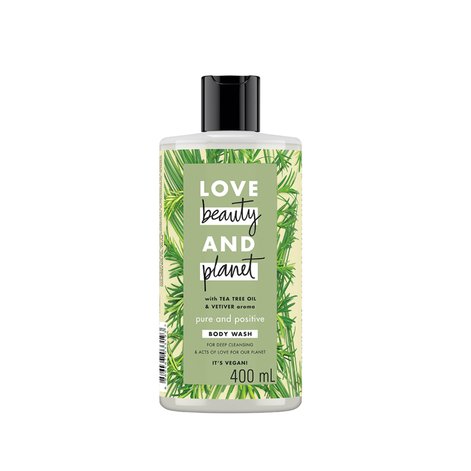 LOVE
beauty
AND
planet
with TEA TREE OIL
& VETIVER aroma
pure and positive
BODY WASH
FOR DEEP CLEANSING
& ACTS OF LOVE FOR OUR PLANET
IT'S VEGAN!
400 mL